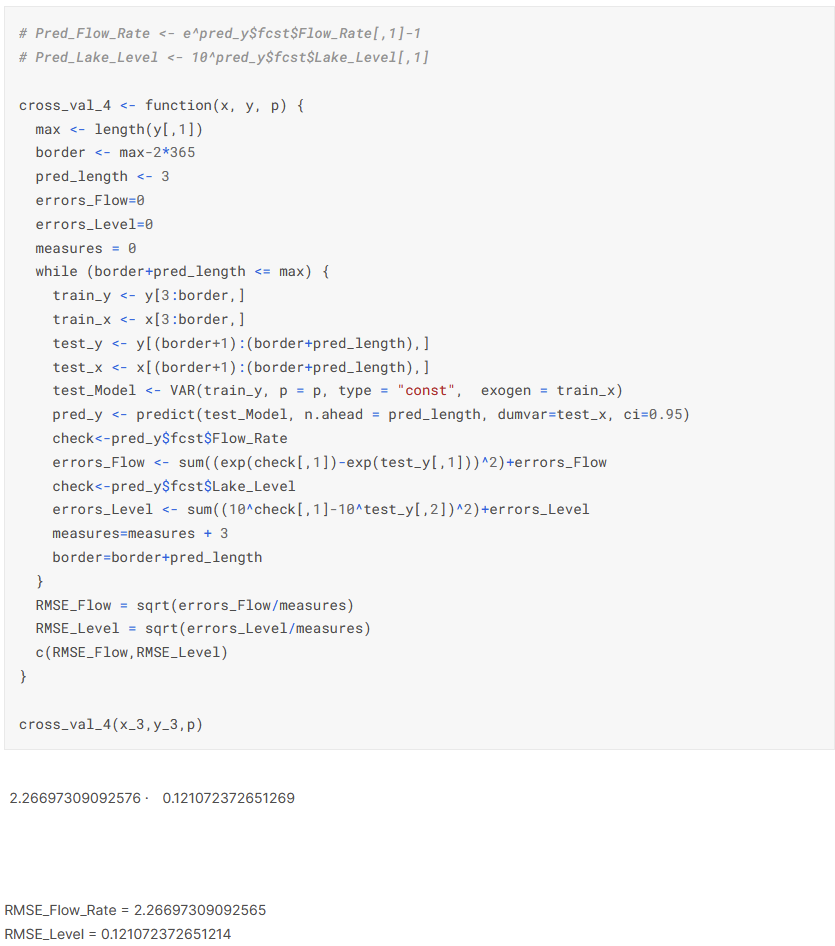 # Pred_Flow_Rate <- e^pred_y$fcst$Flow_Rate[,1]-1
# Pred_Lake_Level <- 10^pred_y$fcst$Lake_Level[,1]
cross_val_4 <- function(x, y, p) {
  max <- length(y[,1])
  border <- max-2*365
  pred_length <- 3
  errors_Flow=0
  errors_Level=0
  measures = 0
  while (border+pred_length <= max) {
    train_y <- y[3:border,]
    train_x <- x[3:border,]
    test_y <- y[(border+1):(border+pred_length),]
    test_x <- x[(border+1):(border+pred_length),]
    test_Model <- VAR(train_y, p = p, type = "const",  exogen = train_x)
    pred_y <- predict(test_Model, n.ahead = pred_length, dumvar=test_x, ci=0.95)
    check<-pred_y$fcst$Flow_Rate
    errors_Flow <- sum((exp(check[,1])-exp(test_y[,1]))^2)+errors_Flow
    check<-pred_y$fcst$Lake_Level
    errors_Level <- sum((10^check[,1]-10^test_y[,2])^2)+errors_Level
    measures=measures + 3
    border=border+pred_length
  }
  RMSE_Flow = sqrt(errors_Flow/measures)
  RMSE_Level = sqrt(errors_Level/measures)
  c(RMSE_Flow,RMSE_Level)
}
cross_val_4(x_3,y_3,p)
2.26697309092576 · 0.121072372651269
RMSE_Flow_Rate = 2.26697309092565
RMSE_Level = 0.121072372651214